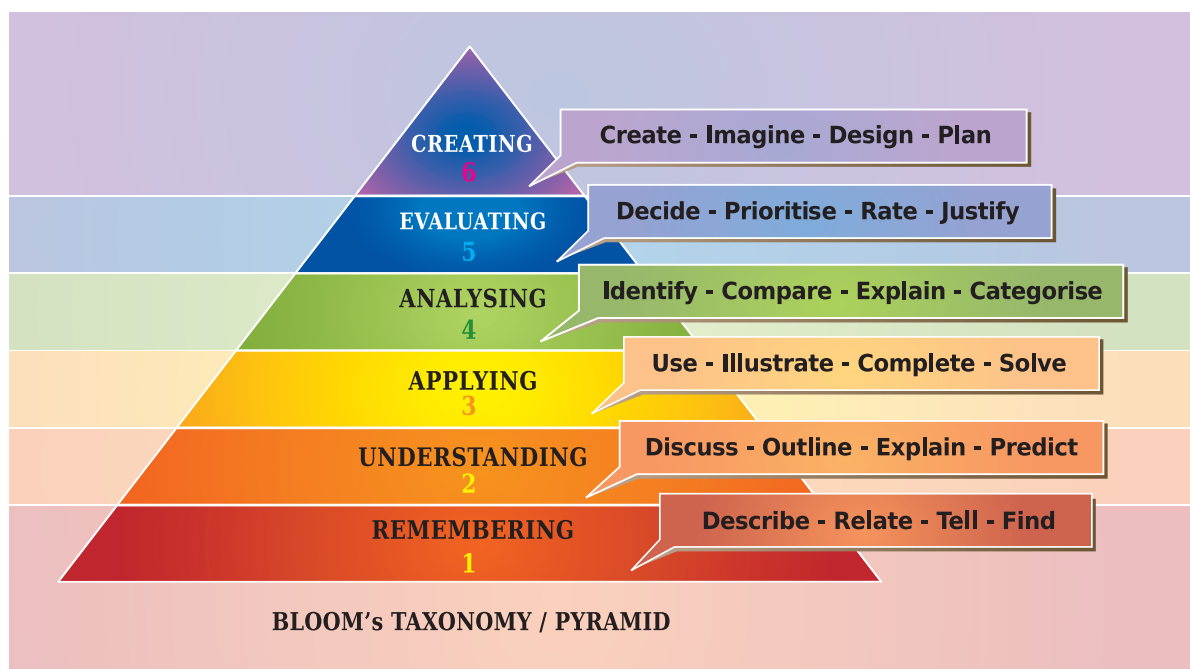 CREATING
6
Create - Imagine - Design - Plan
EVALUATING
5
Decide - Prioritise - Rate - Justify
ANALYSING
4
Identify - Compare - Explain - Categorise
APPLYING
3
Use - Illustrate - Complete - Solve
UNDERSTANDING
2
Discuss - Outline - Explain - Predict
REMEMBERING
1
Describe - Relate - Tell - Find
BLOOM's TAXONOMY / PYRAMID